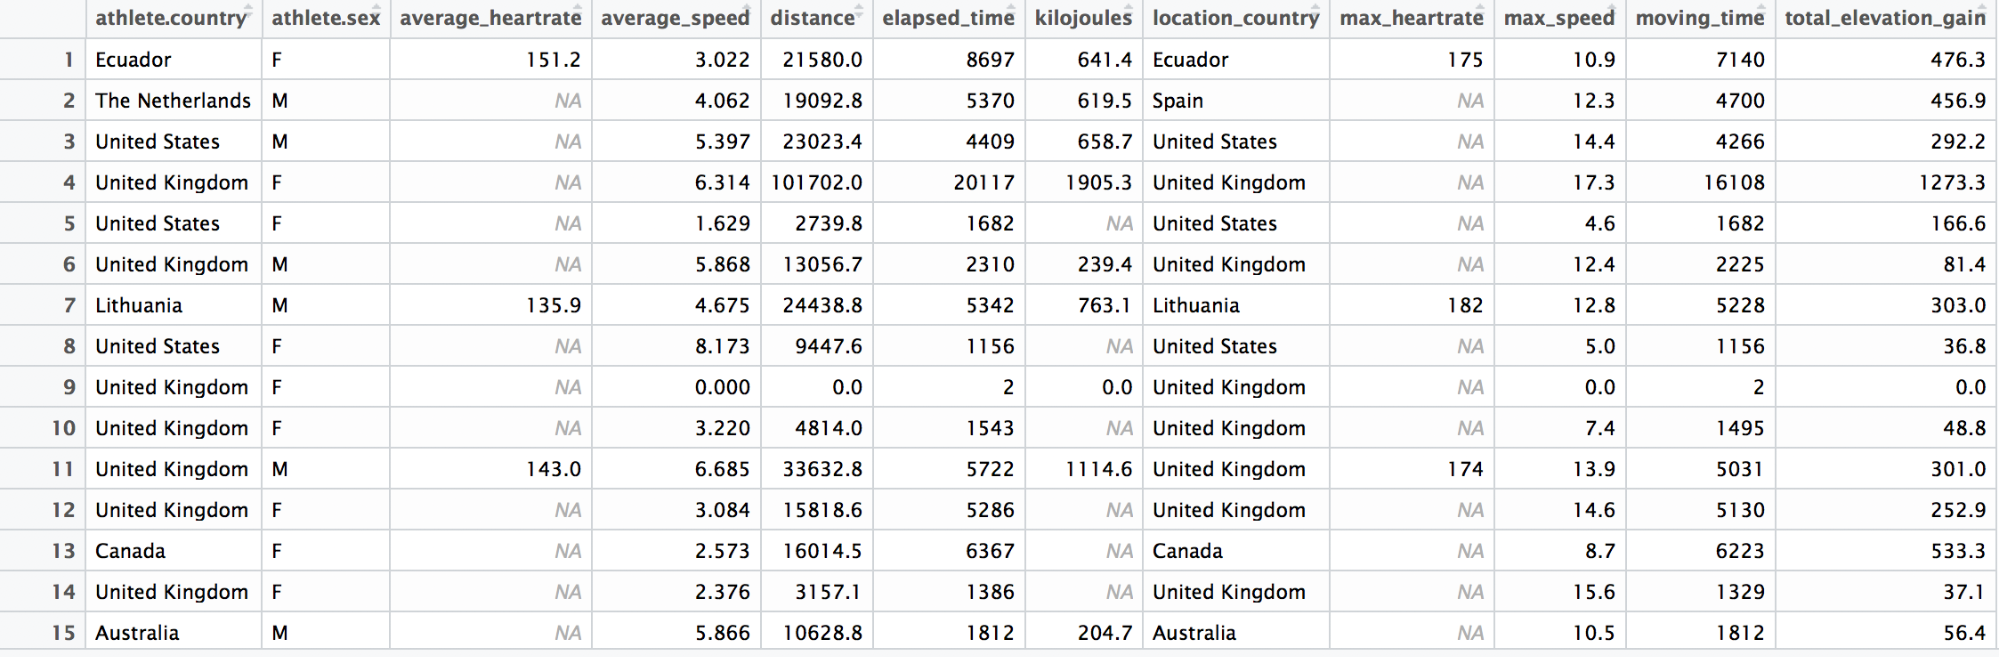 athlete.country athlete.sex average_heartrate average_speed distance elapsed_time kilojoules location_country max_heartrate max_speed moving_time total_elevation_gain
1 Ecuador F 151.2 3.022 21580.0 8697 641.4 Ecuador 175 10.9 7140 476.3
2 The Netherlands M NA 4.062 19092.8 5370 619.5 Spain NA 12.3 4700 456.9
3 United States M NA 5.397 23023.4 4409 658.7 United States NA 14.4 4266 292.2
4 United Kingdom F NA 6.314 101702.0 20117 1905.3 United Kingdom NA 17.3 16108 1273.3
5 United States F NA 1.629 2739.8 1682 NA United States NA 4.6 1682 166.6
6 United Kingdom M NA 5.868 13056.7 2310 239.4 United Kingdom NA 12.4 2225 81.4
7 Lithuania M 135.9 4.675 24438.8 5342 763.1 Lithuania 182 12.8 5228 303.0
8 United States F NA 8.173 9447.6 1156 NA United States NA 5.0 1156 36.8
9 United Kingdom F NA 0.000 0.0 2 0.0 United Kingdom NA 0.0 2 0.0
10 United Kingdom F NA 3.220 4814.0 1543 NA United Kingdom NA 7.4 1495 48.8
11 United Kingdom M 143.0 6.685 33632.8 5722 1114.6 United Kingdom 174 13.9 5031 301.0
12 United Kingdom F NA 3.084 15818.6 5286 NA United Kingdom NA 14.6 5130 252.9
13 Canada F NA 2.573 16014.5 6367 NA Canada NA 8.7 6223 533.3
14 United Kingdom F NA 2.376 3157.1 1386 NA United Kingdom NA 15.6 1329 37.1
15 Australia M NA 5.866 10628.8 1812 204.7 Australia NA 10.5 1812 56.4